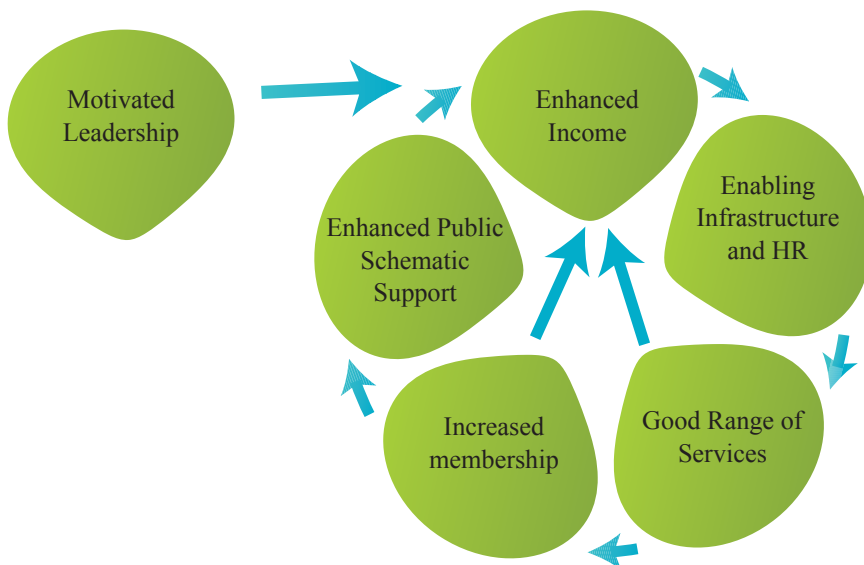 Motivated
Leadership
Enhanced
Income
Enabling
Infrastructure
and HR
Enhanced Public
Schematic
Support
Increased
membership
Good Range of
Services